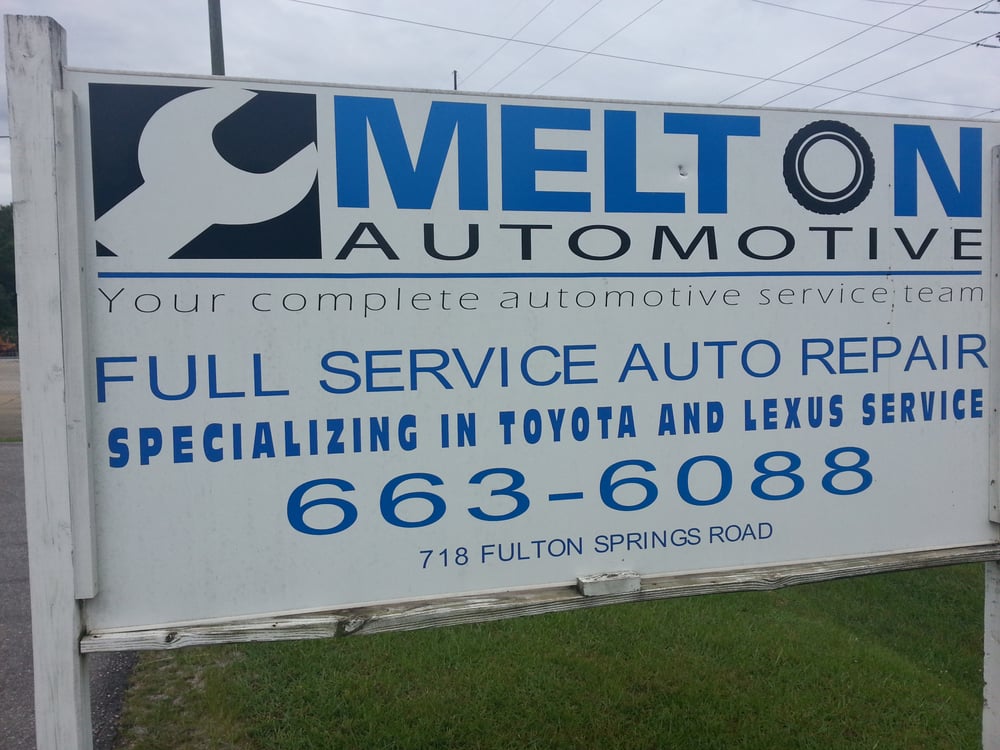 MELTON
AUTOMOTIVE
Your complete automotive service team
FULL SERVICE AUTO REPAIR
SPECIALIZING IN TOYOTA AND LEXUS SERVICE
663-6088
718 FULTON SPRINGS ROAD